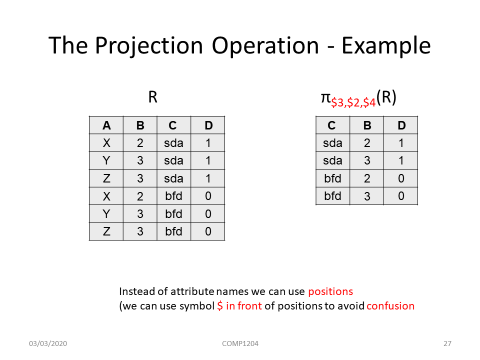 The Projection Operation - Example
R
A B C D
X 2 sda 1
Y 3 sda 1
Z 3 sda 1
X 2 bfd 0
Y 3 bfd 0
Z 3 bfd 0
π$3,$2,$4(R)
C B D
sda 2 1
sda 3 1
bfd 2 0
bfd 3 0
Instead of attribute names we can use positions
(we can use symbol $ in front of positions to avoid confusion
03/03/2020 COMP1204 27